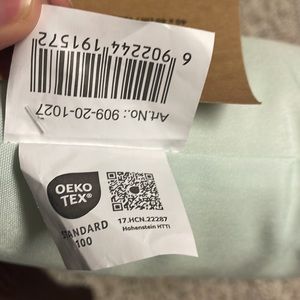 6 902244 191572
Art.No.: 909-20-1027
OEKO
TEX®
STANDARD
100
17.HCN.22287
Hohenstein HTTI